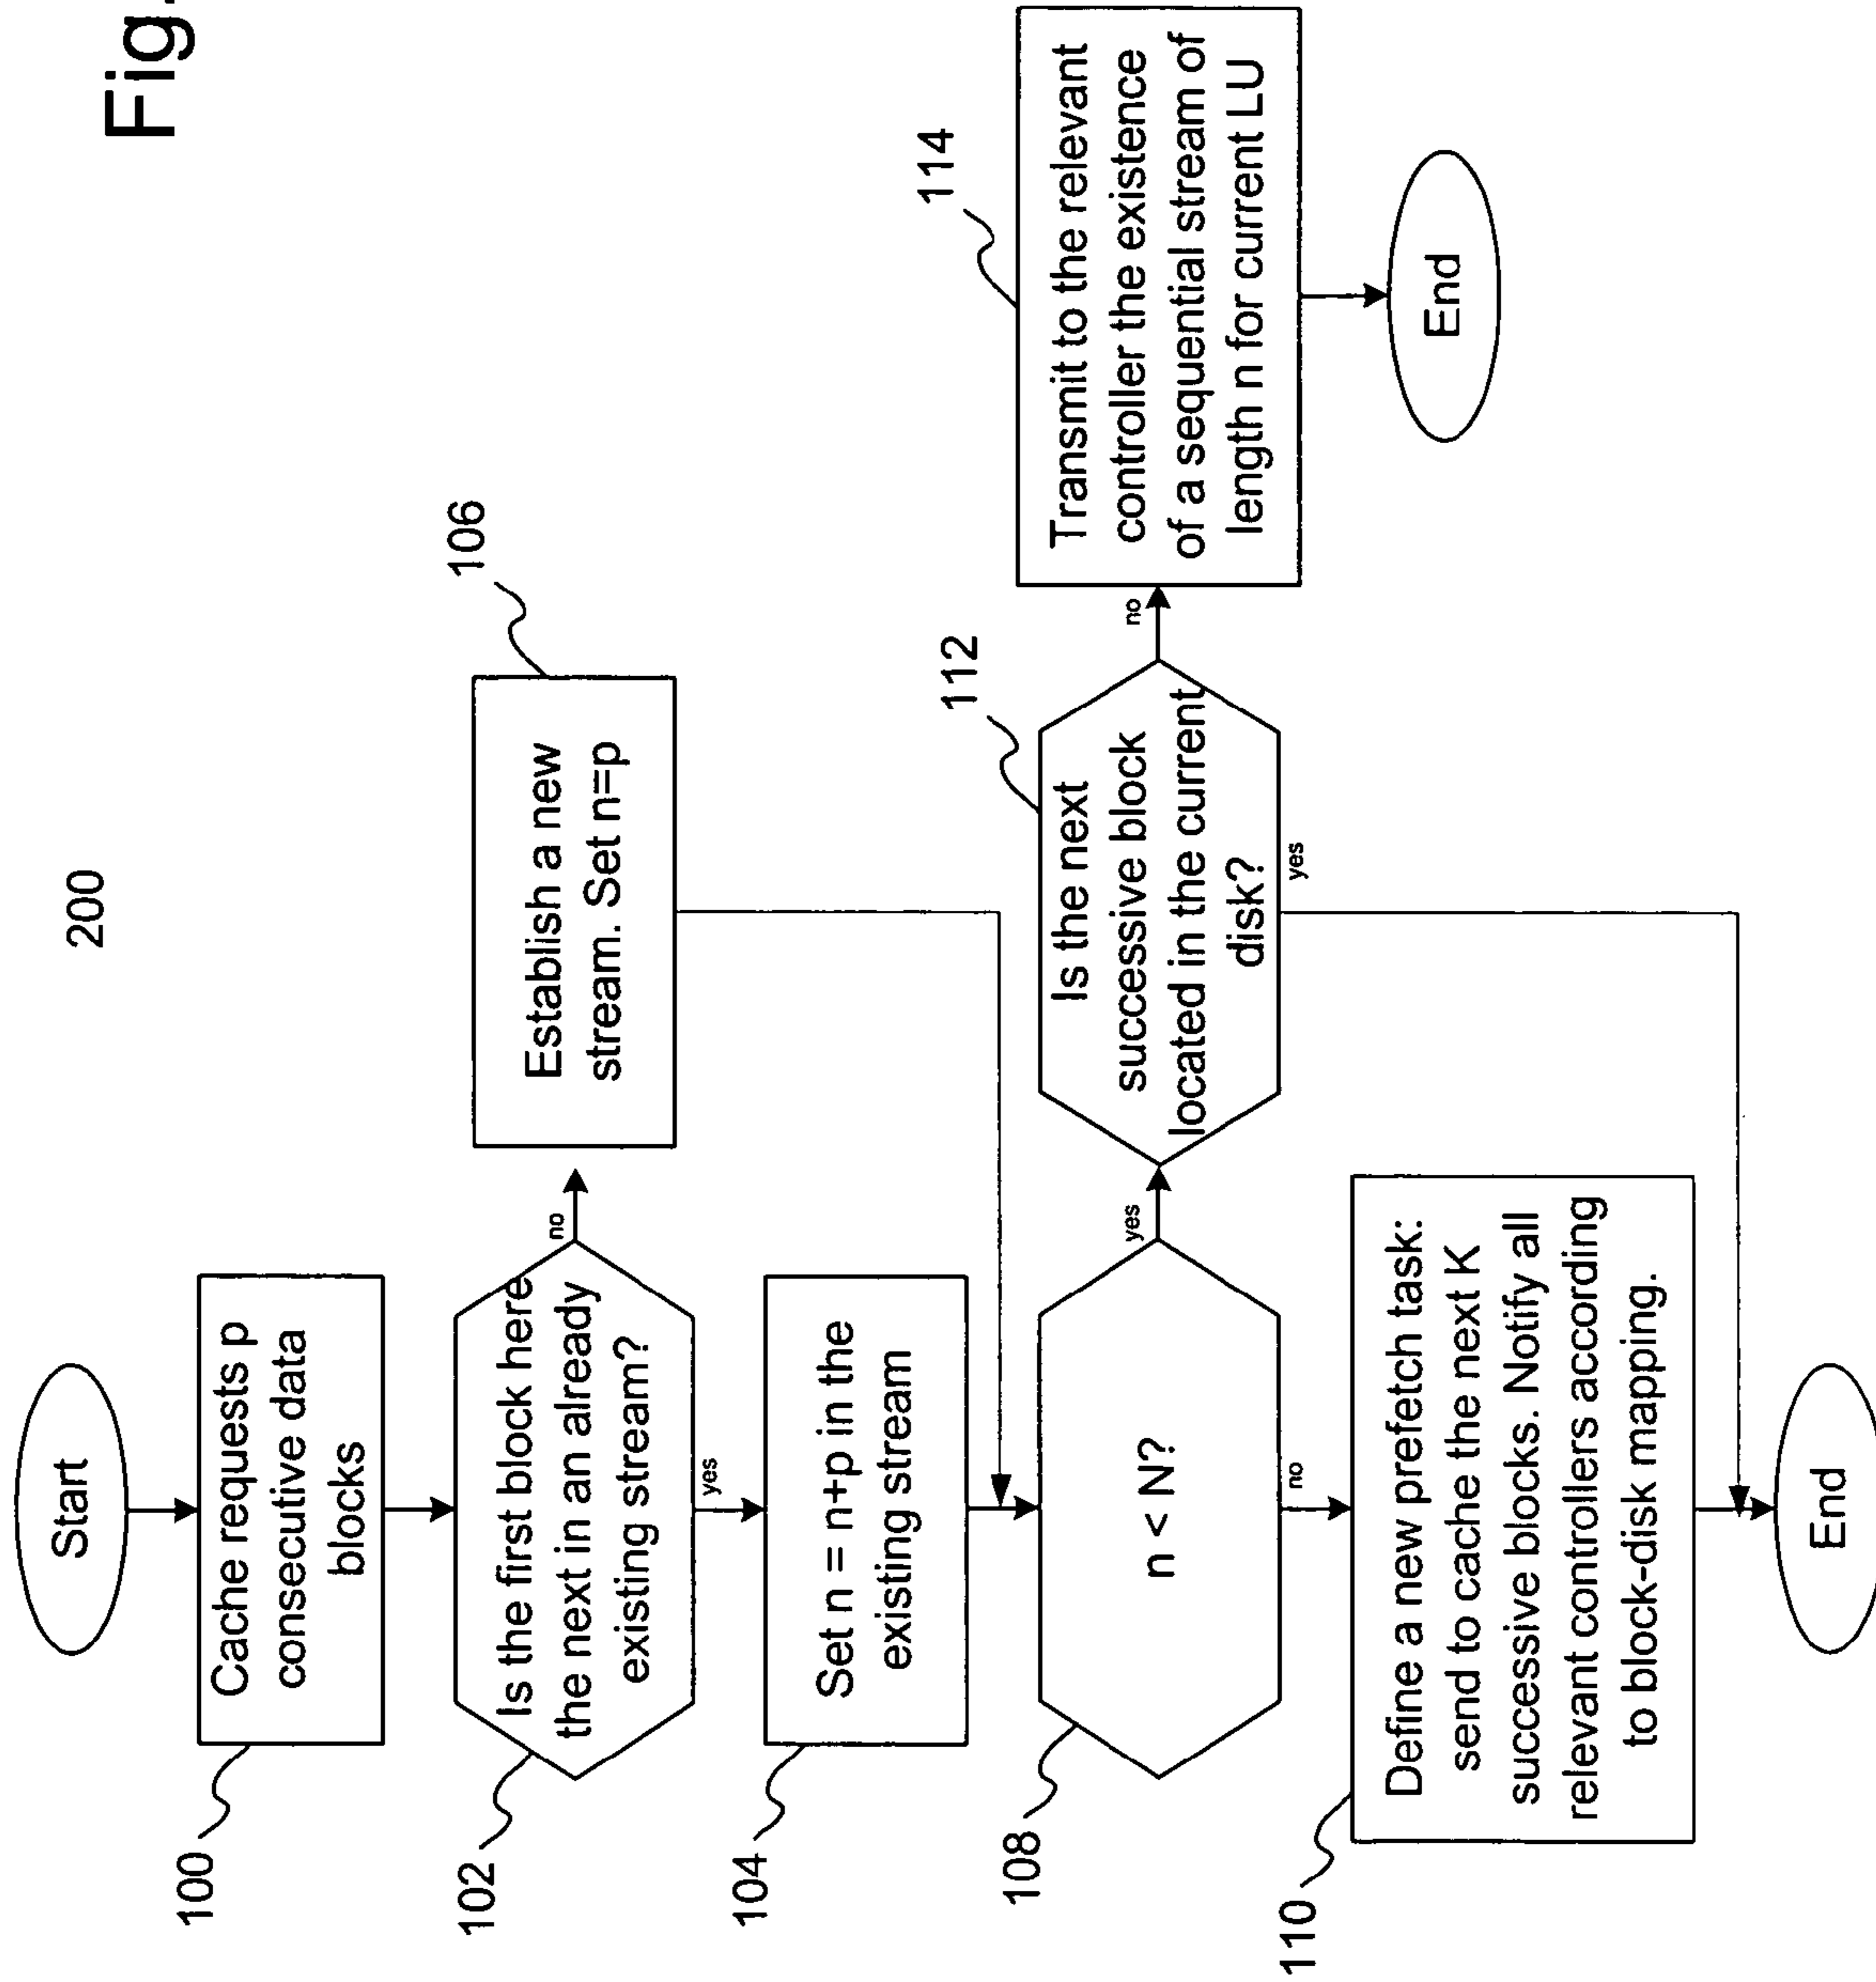 Fig.
200
Start
100
Cache requests p
consecutive data
blocks
102
Is the first block here
the next in an already
existing stream?
no
yes
106
Establish a new
stream. Set n=p
104
Set n = n+p in the
existing stream
108
n < N?
yes
no
112
Is the next
successive block
located in the current
disk?
no
yes
114
Transmit to the relevant
controller the existence
of a sequential stream of
length n for current LU
End
110
Define a new prefetch task:
send to cache the next K
successive blocks. Notify all
relevant controllers according
to block-disk mapping.
End